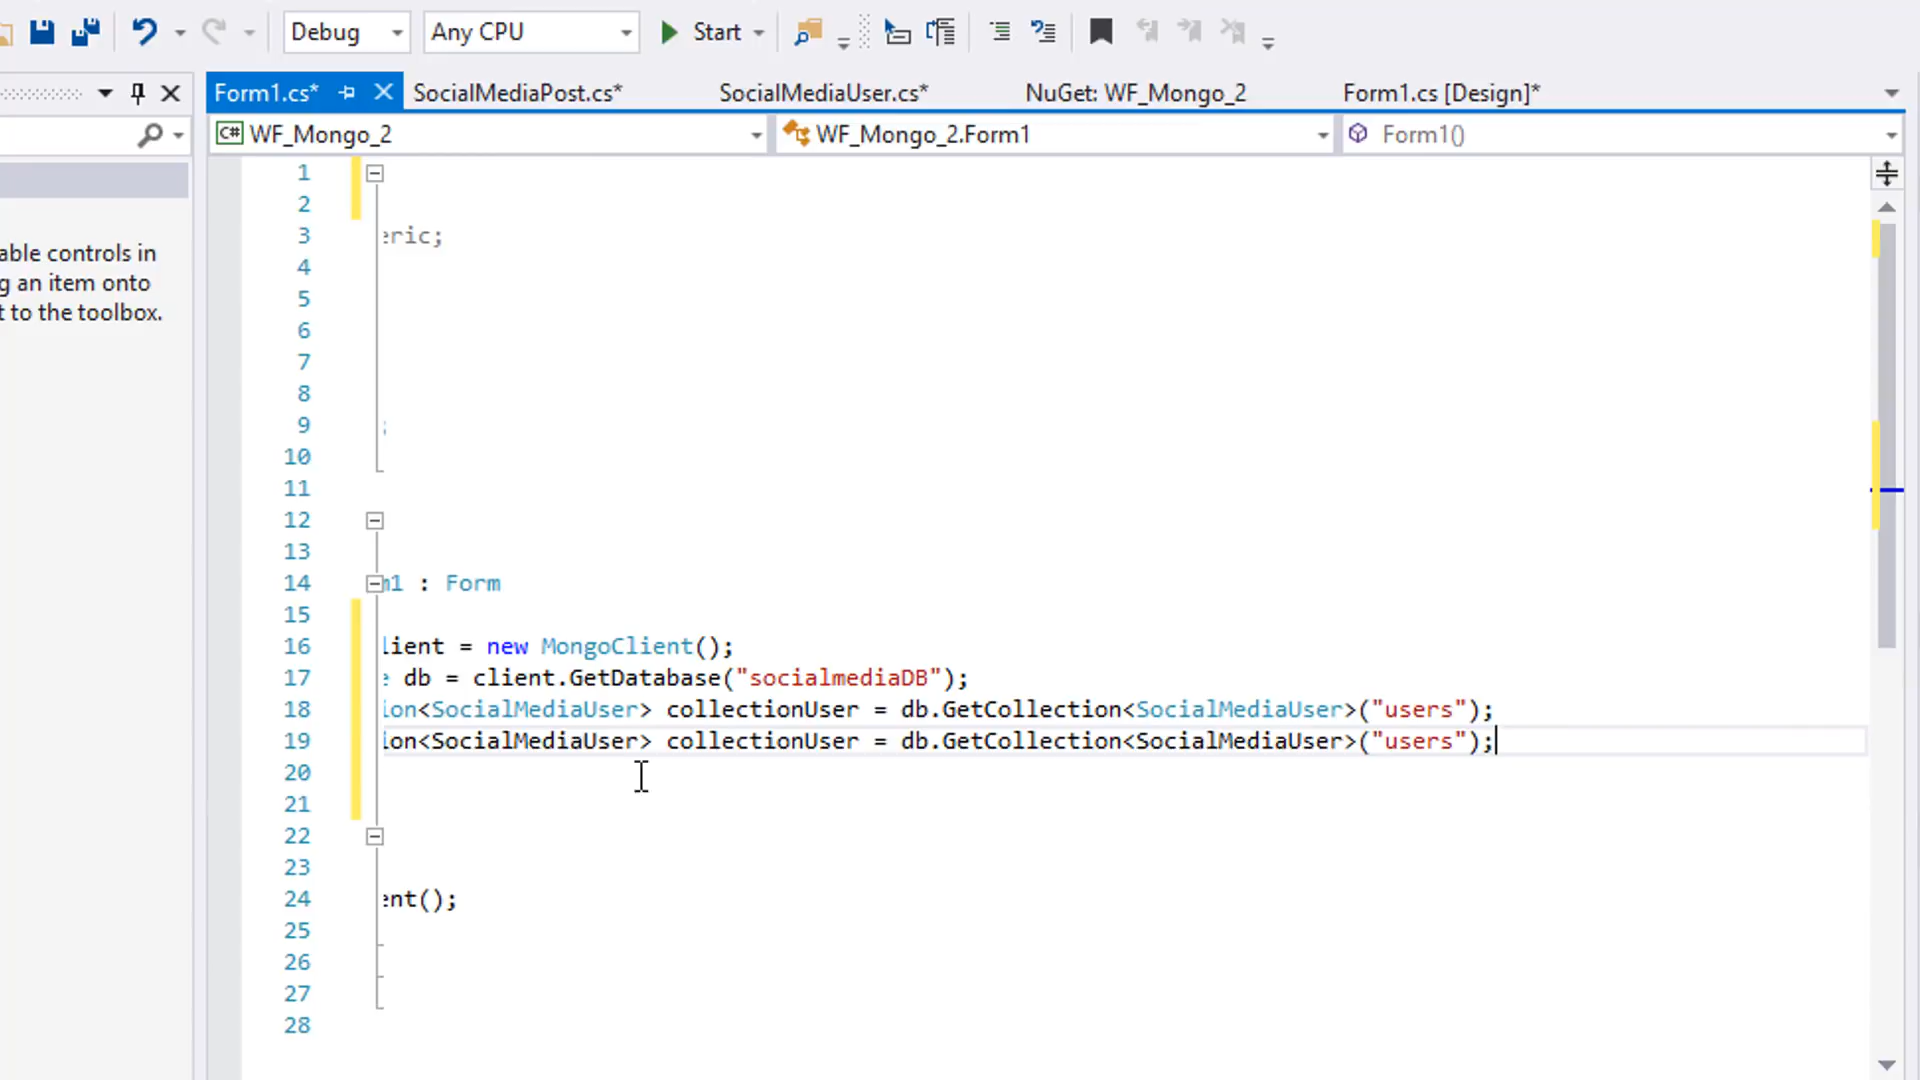 Debug Any CPU Start
Form1.cs* SocialMediaPost.cs* SocialMediaUser.cs* NuGet: WF_Mongo_2 Form1.cs [Design]*
C# WF_Mongo_2 WF_Mongo_2.Form1 Form1()
able controls in
g an item onto
t to the toolbox.
1
2
3 eric;
4
5
6
7
8
9 ;
10
11
12
13
14 m1 : Form
15
16 lient = new MongoClient();
17 e db = client.GetDatabase("socialmediaDB");
18 ion<SocialMediaUser> collectionUser = db.GetCollection<SocialMediaUser>("users");
19 ion<SocialMediaUser> collectionUser = db.GetCollection<SocialMediaUser>("users");
20
21
22
23
24 ent();
25
26
27
28